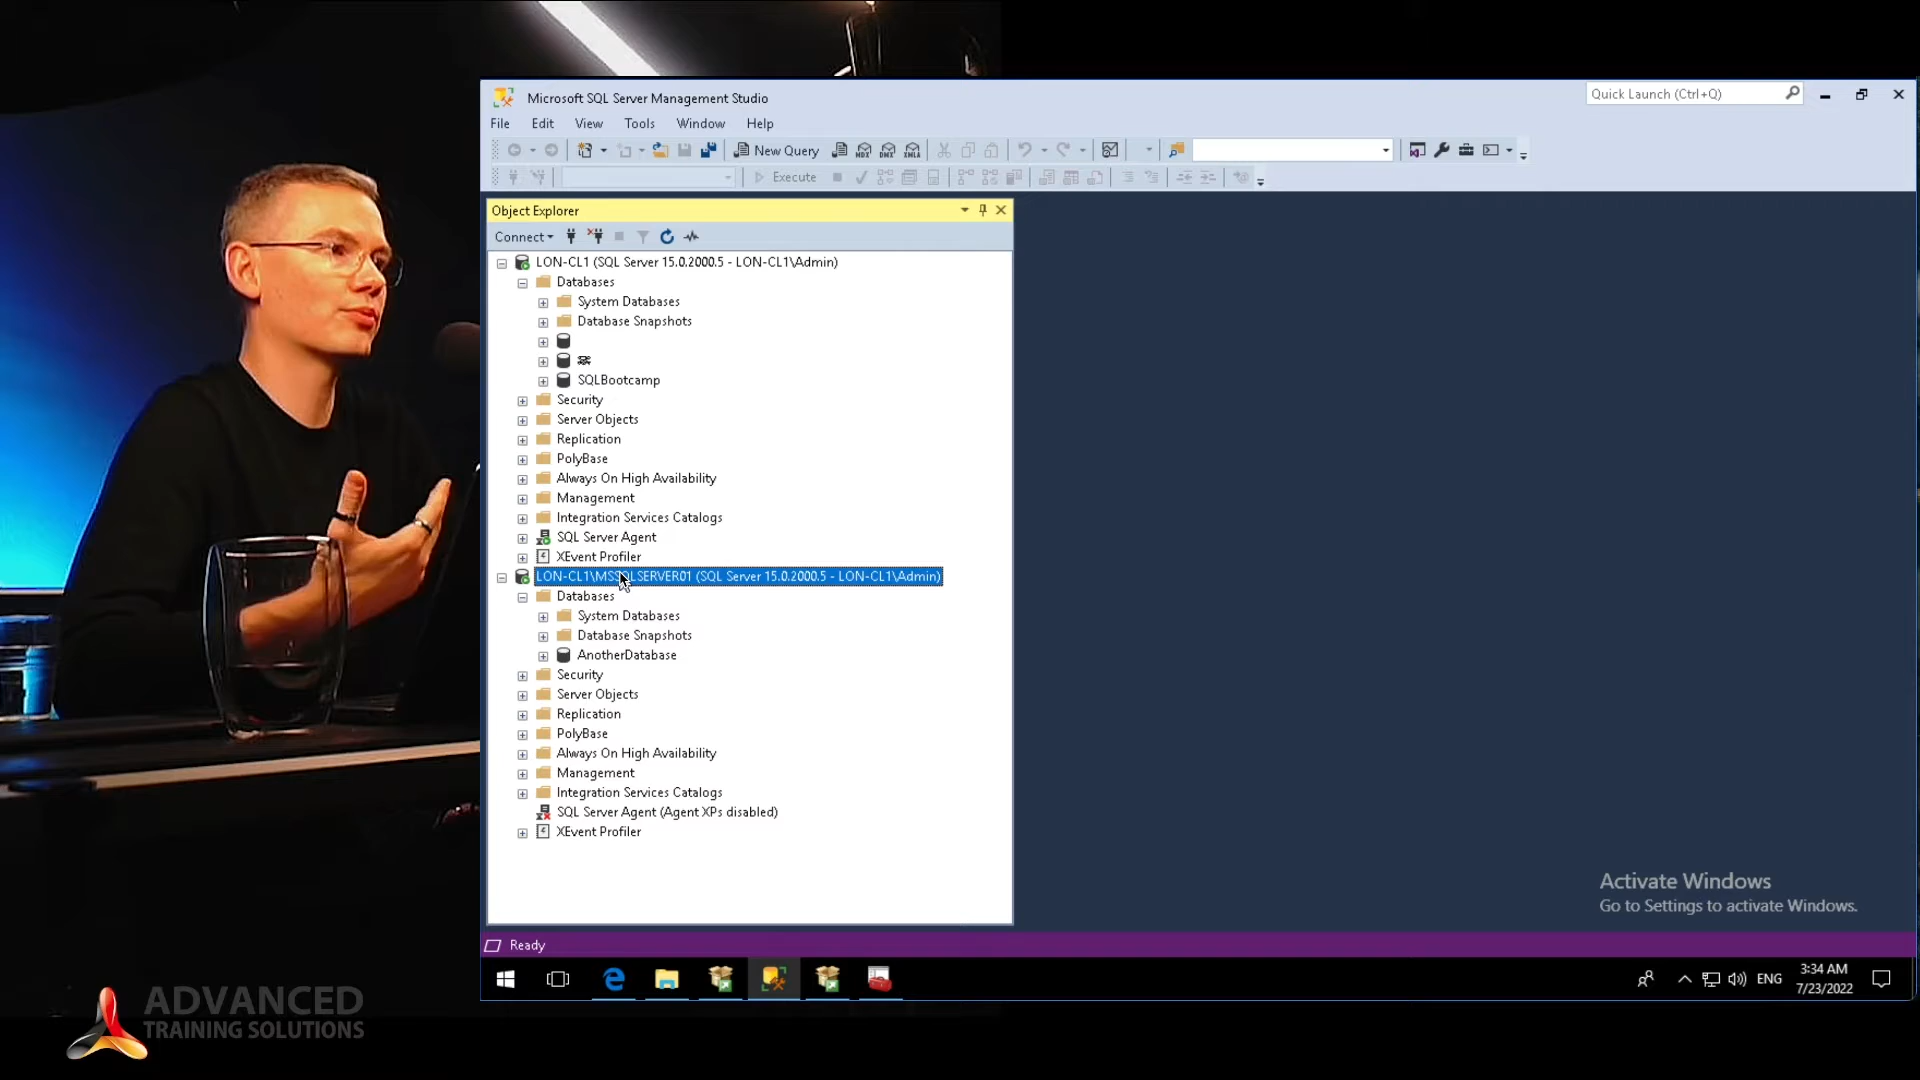 Microsoft SQL Server Management Studio
Quick Launch (Ctrl+Q)
File Edit View Tools Window Help
New Query
MDX DMX XMLA
Execute
Object Explorer
Connect
LON-CL1 (SQL Server 15.0.2000.5 - LON-CL1\Admin)
Databases
System Databases
Database Snapshots
SQLBootcamp
Security
Server Objects
Replication
PolyBase
Always On High Availability
Management
Integration Services Catalogs
SQL Server Agent
XEvent Profiler
LON-CL1\MSSQLSERVER01 (SQL Server 15.0.2000.5 - LON-CL1\Admin)
Databases
System Databases
Database Snapshots
AnotherDatabase
Security
Server Objects
Replication
PolyBase
Always On High Availability
Management
Integration Services Catalogs
SQL Server Agent (Agent XPs disabled)
XEvent Profiler
Activate Windows
Go to Settings to activate Windows.
Ready
ENG
3:34 AM
7/23/2022
ADVANCED
TRAINING SOLUTIONS